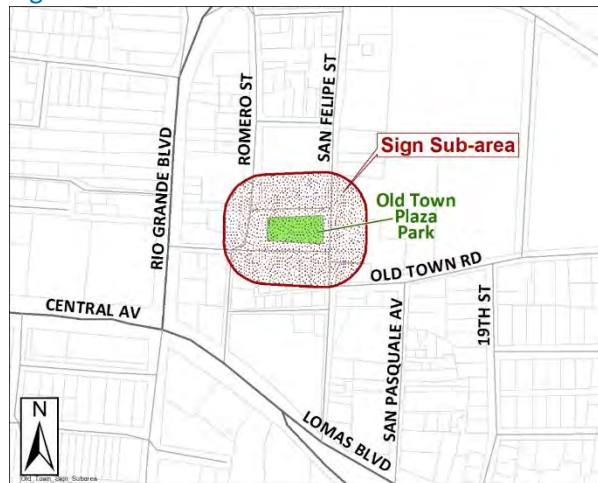 RIO GRANDE BLVD
ROMERO ST
SAN FELIPE ST
Sign Sub-area
Old Town
Plaza
Park
OLD TOWN RD
CENTRAL AV
SAN PASQUALE AV
19TH ST
LOMAS BLVD
N
Old_Town_Sign_Subarea